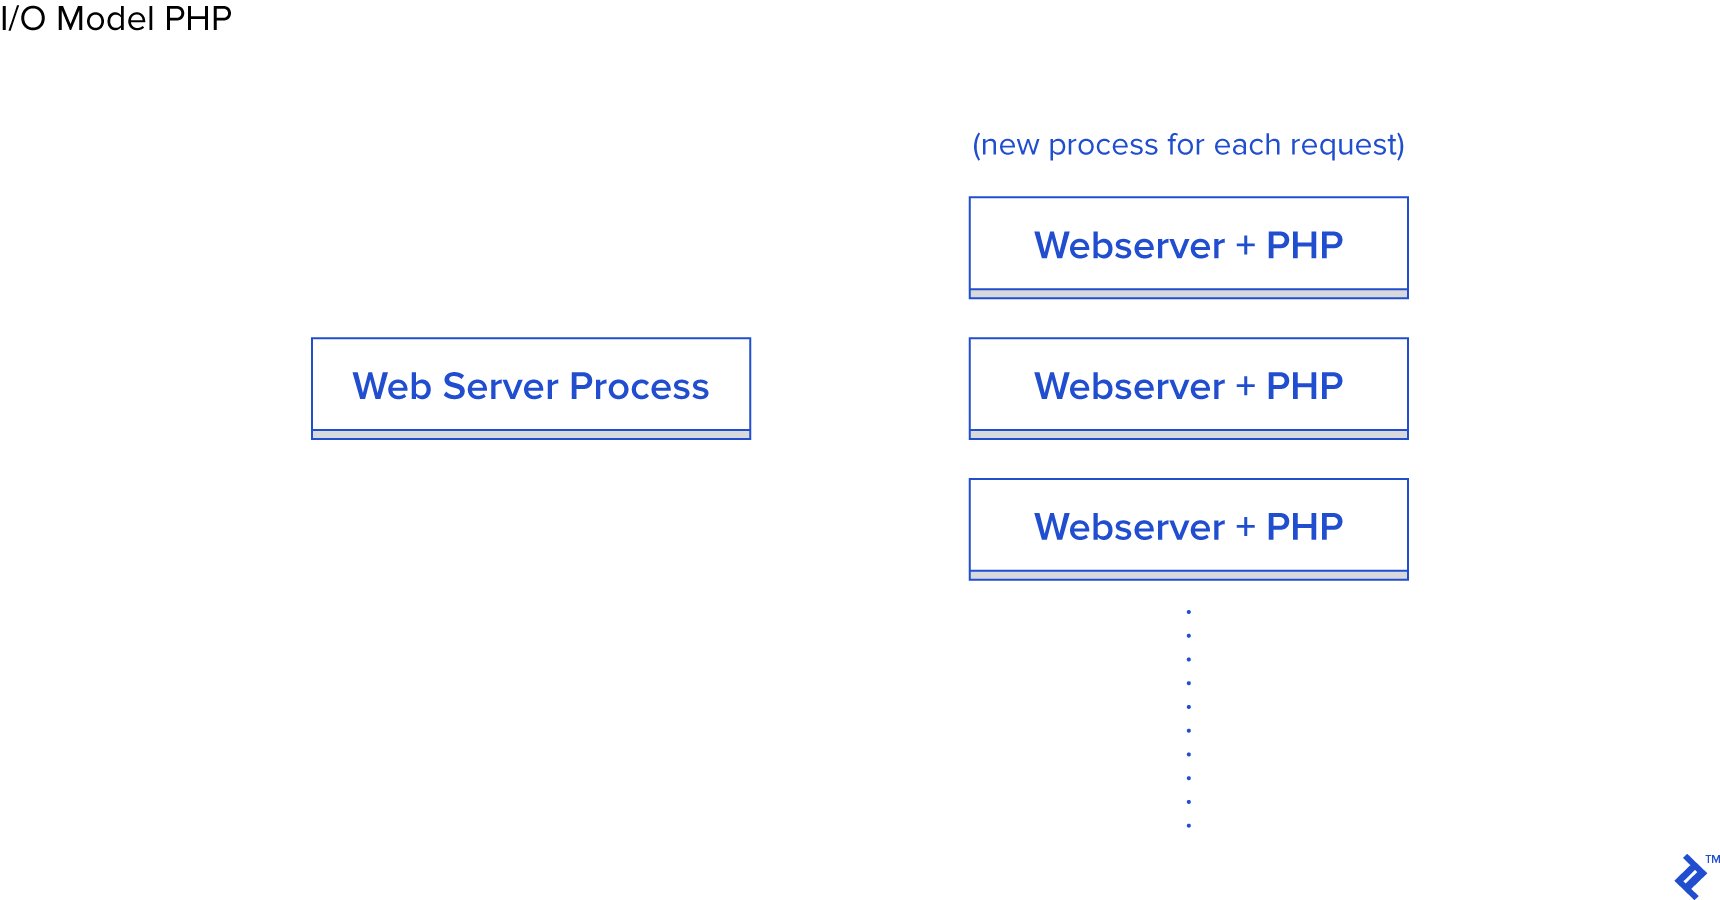 I/O Model PHP
(new process for each request)
Webserver + PHP
Web Server Process
Webserver + PHP
Webserver + PHP
TM